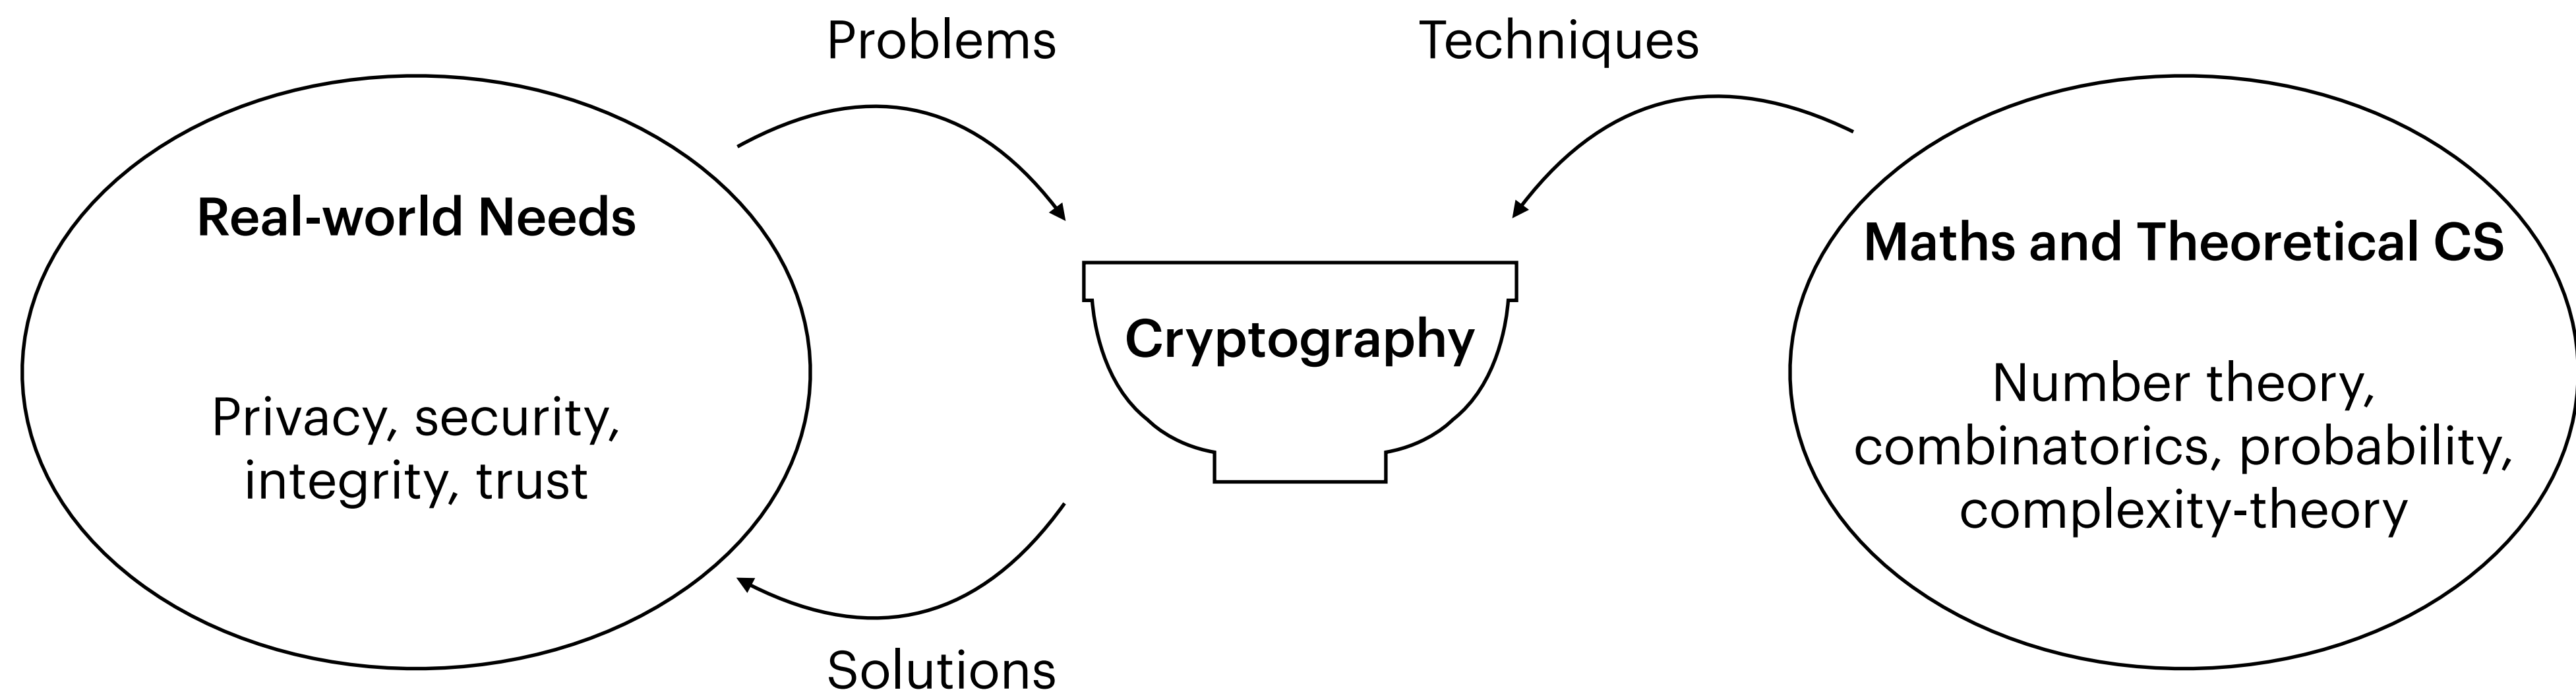 Problems
Techniques
Real-world Needs
Privacy, security,
integrity, trust
Cryptography
Maths and Theoretical CS
Number theory,
combinatorics, probability,
complexity-theory
Solutions